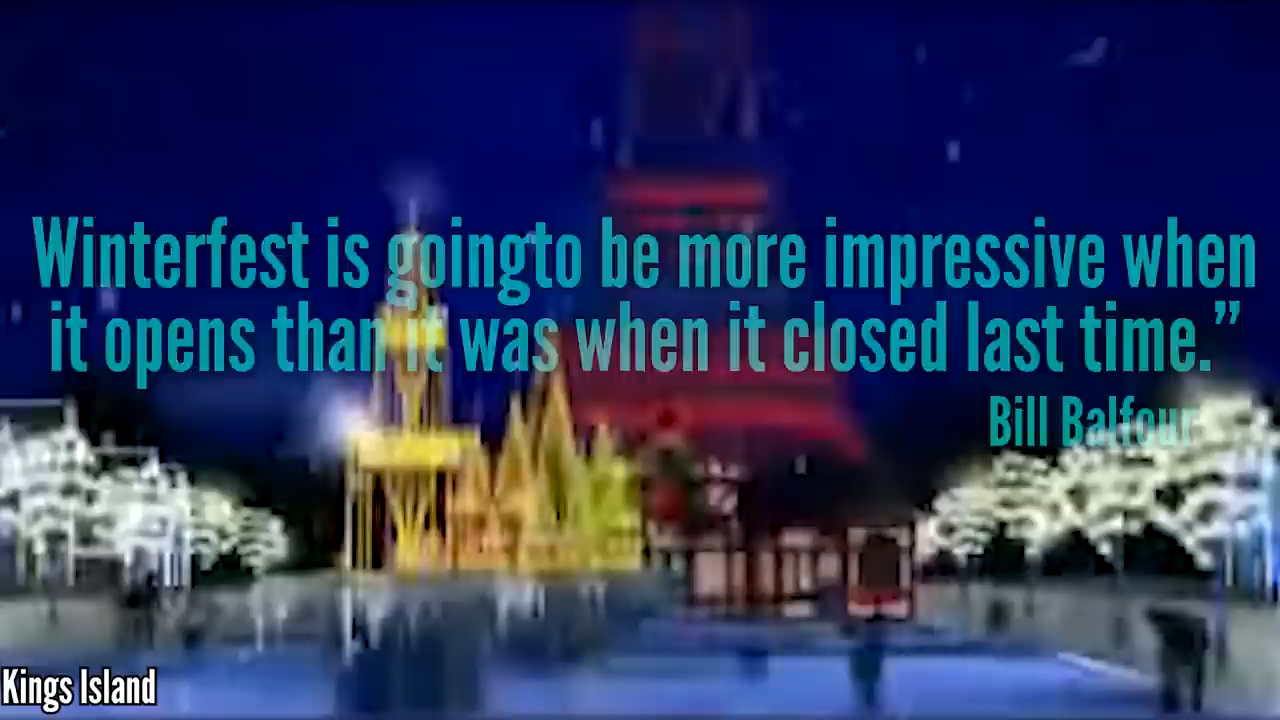 Winterfest is goingto be more impressive when
it opens than it was when it closed last time.”
Bill Balfour
Kings Island